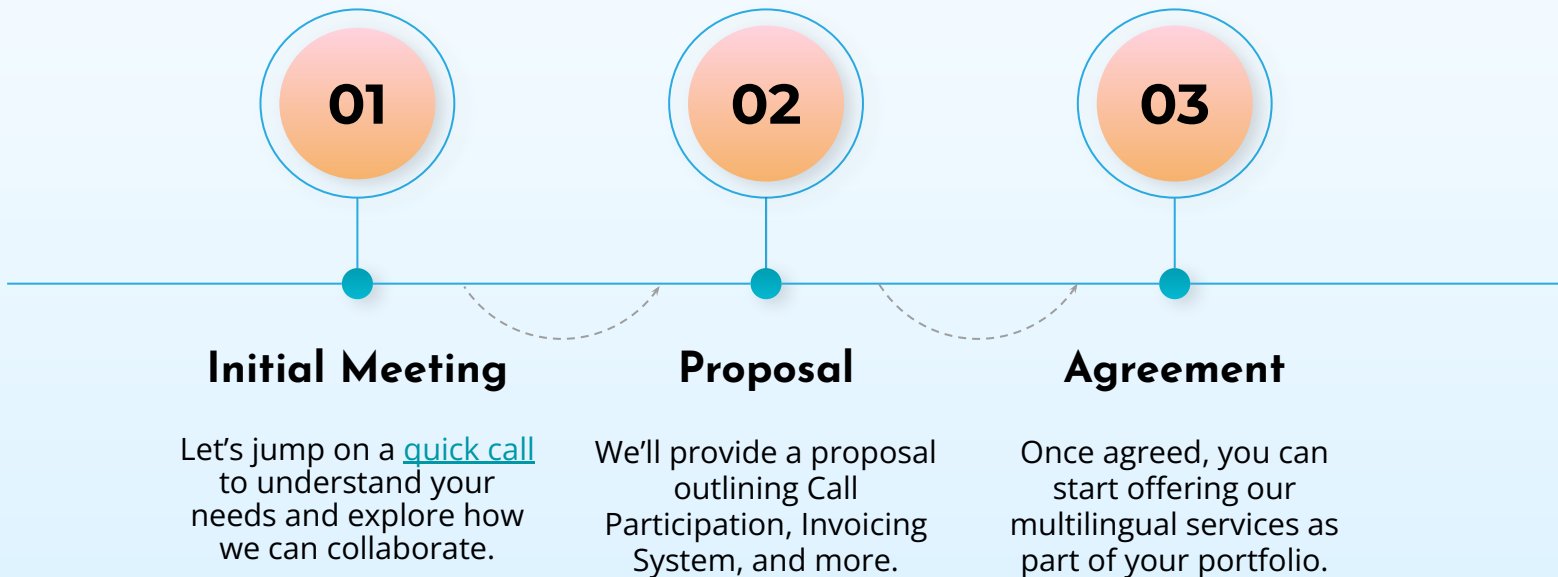 01
02
03
Initial Meeting
Let’s jump on a quick call
to understand your
needs and explore how
we can collaborate.
Proposal
We’ll provide a proposal
outlining Call
Participation, Invoicing
System, and more.
Agreement
Once agreed, you can
start offering our
multilingual services as
part of your portfolio.